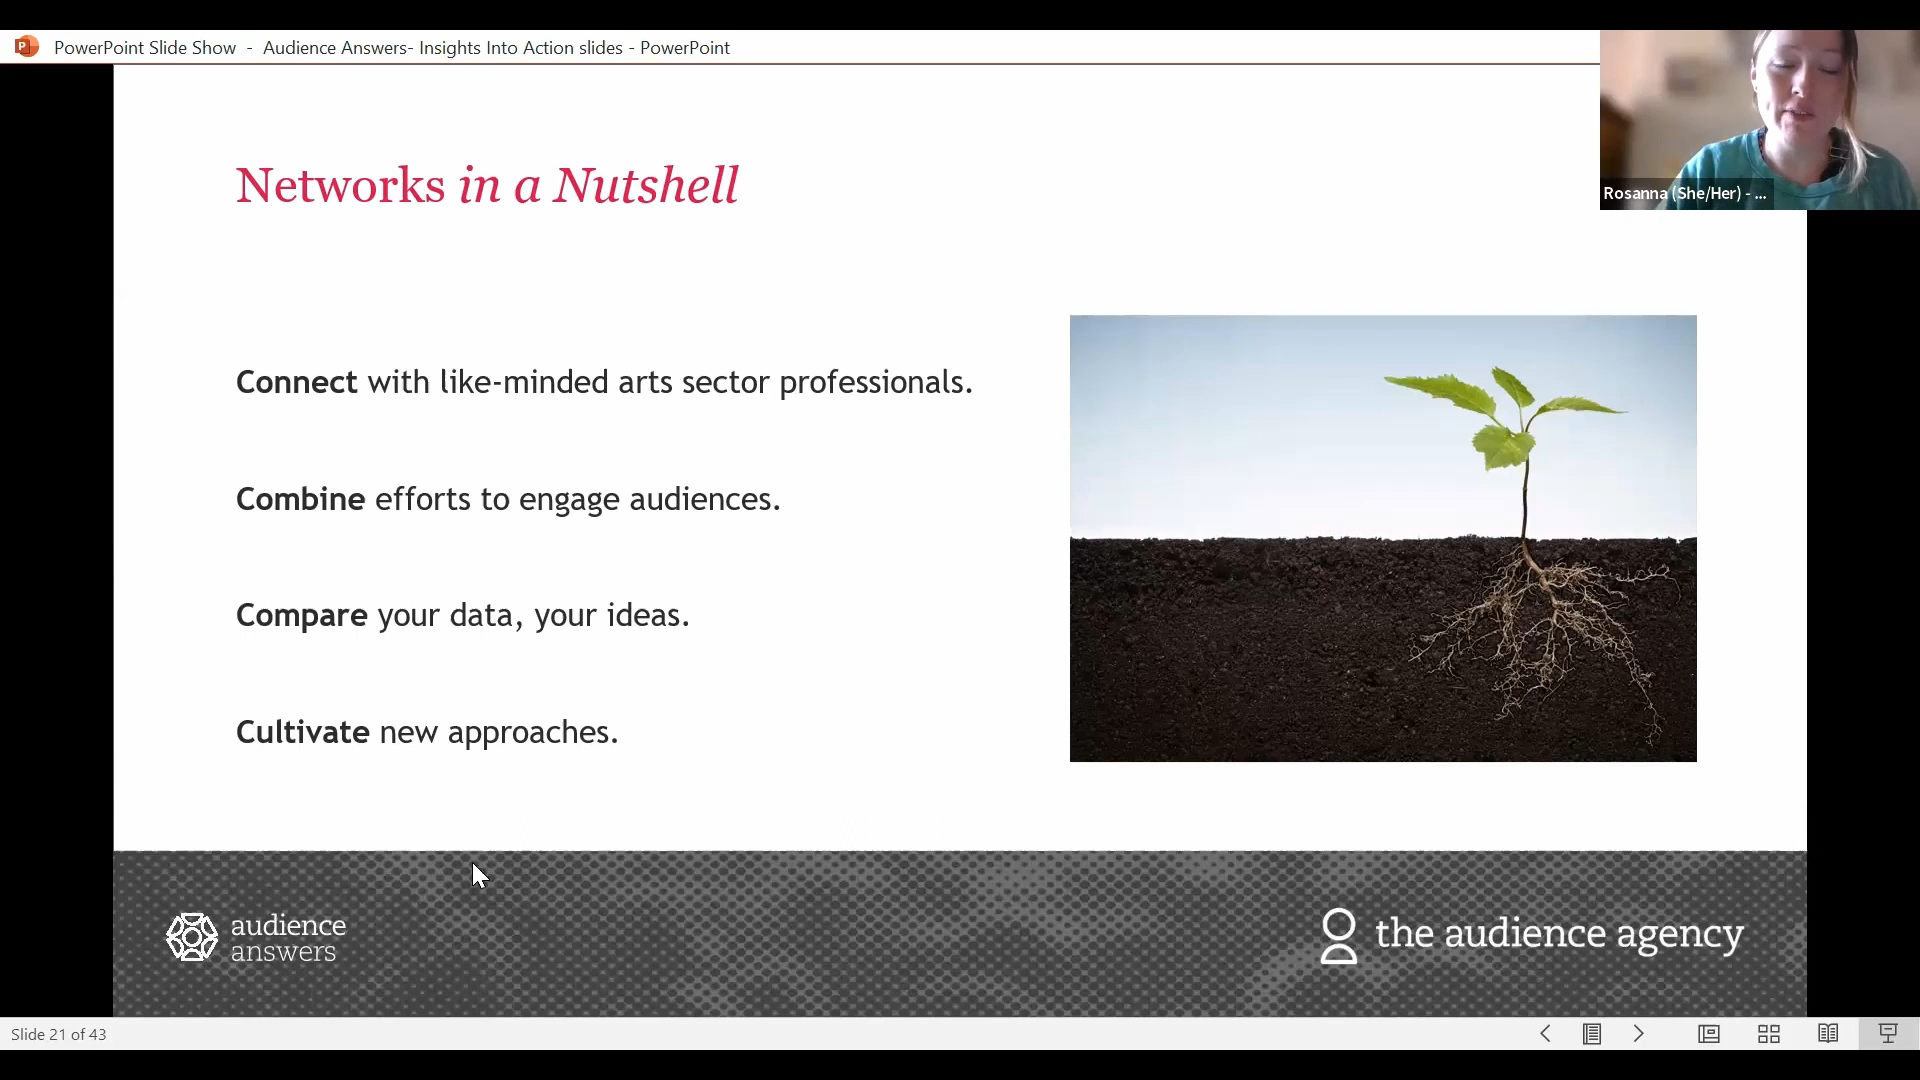 PowerPoint Slide Show - Audience Answers- Insights Into Action slides - PowerPoint
Rosanna (She/Her) - ...
Networks in a Nutshell
Connect with like-minded arts sector professionals.
Combine efforts to engage audiences.
Compare your data, your ideas.
Cultivate new approaches.
audience
answers
the audience agency
Slide 21 of 43